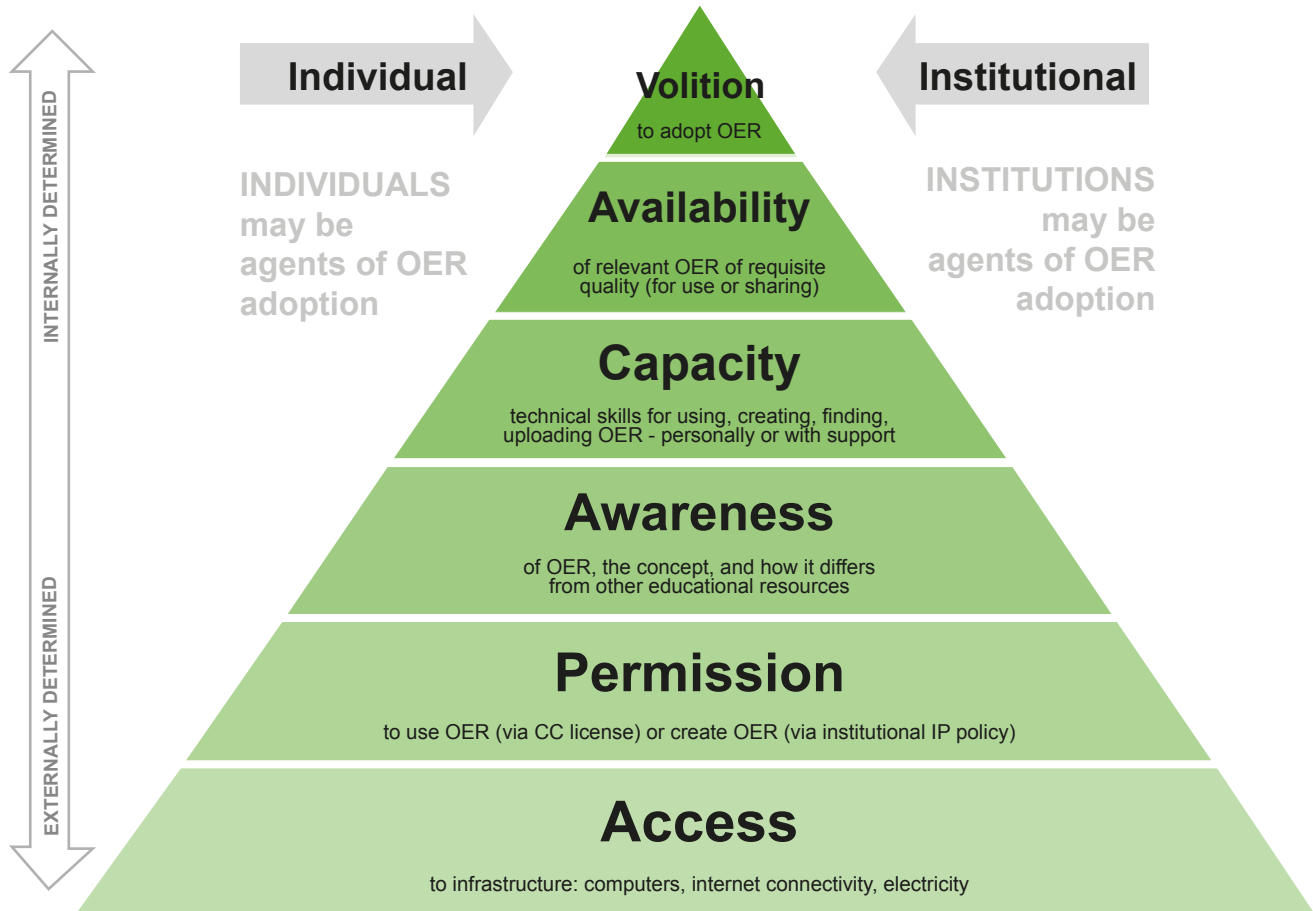 INTERNALLY DETERMINED
EXTERNALLY DETERMINED
Individual
INDIVIDUALS
may be
agents of OER
adoption
Institutional
INSTITUTIONS
may be
agents of OER
adoption
Volition
to adopt OER
Availability
of relevant OER of requisite
quality (for use or sharing)
Capacity
technical skills for using, creating, finding,
uploading OER - personally or with support
Awareness
of OER, the concept, and how it differs
from other educational resources
Permission
to use OER (via CC license) or create OER (via institutional IP policy)
Access
to infrastructure: computers, internet connectivity, electricity